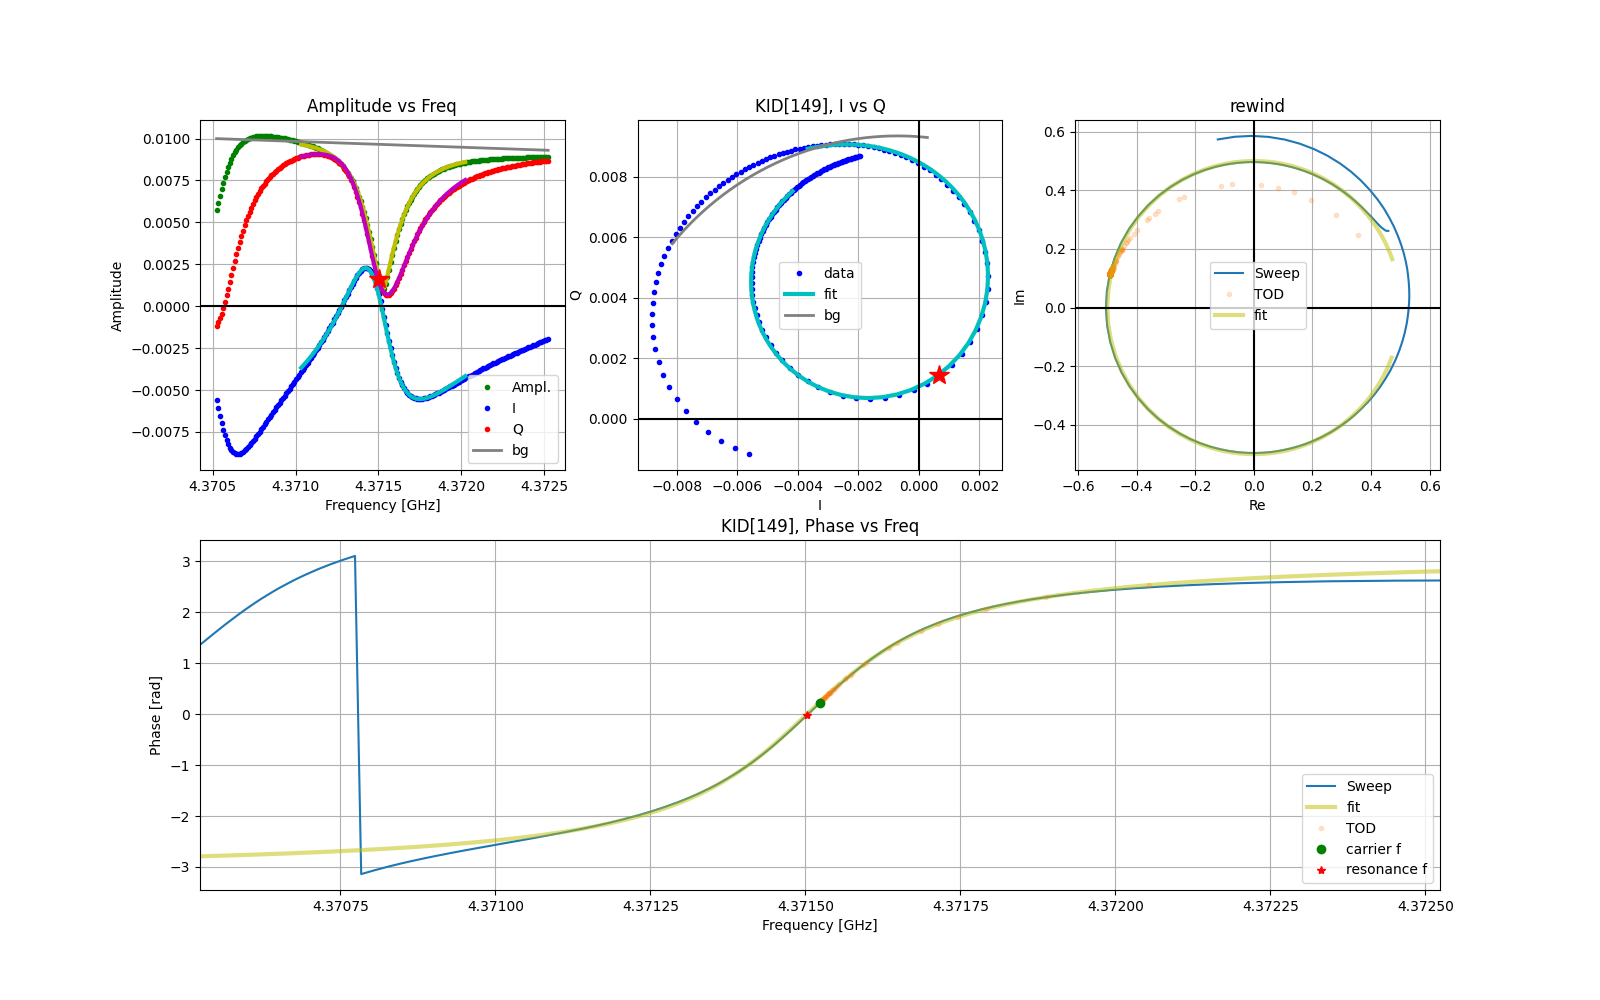 Amplitude vs Freq
Amplitude
0.0100
0.0075
0.0050
0.0025
0.0000
−0.0025
−0.0050
−0.0075
4.3705 4.3710 4.3715 4.3720 4.3725
Frequency [GHz]
Ampl.
I
Q
bg
KID[149], I vs Q
Q
0.008
0.006
0.004
0.002
0.000
−0.008 −0.006 −0.004 −0.002 0.000 0.002
I
data
fit
bg
rewind
Im
0.6
0.4
0.2
0.0
−0.2
−0.4
−0.6 −0.4 −0.2 0.0 0.2 0.4 0.6
Re
Sweep
TOD
fit
KID[149], Phase vs Freq
Phase [rad]
3
2
1
0
−1
−2
−3
4.37075 4.37100 4.37125 4.37150 4.37175 4.37200 4.37225 4.37250
Frequency [GHz]
Sweep
fit
TOD
carrier f
resonance f